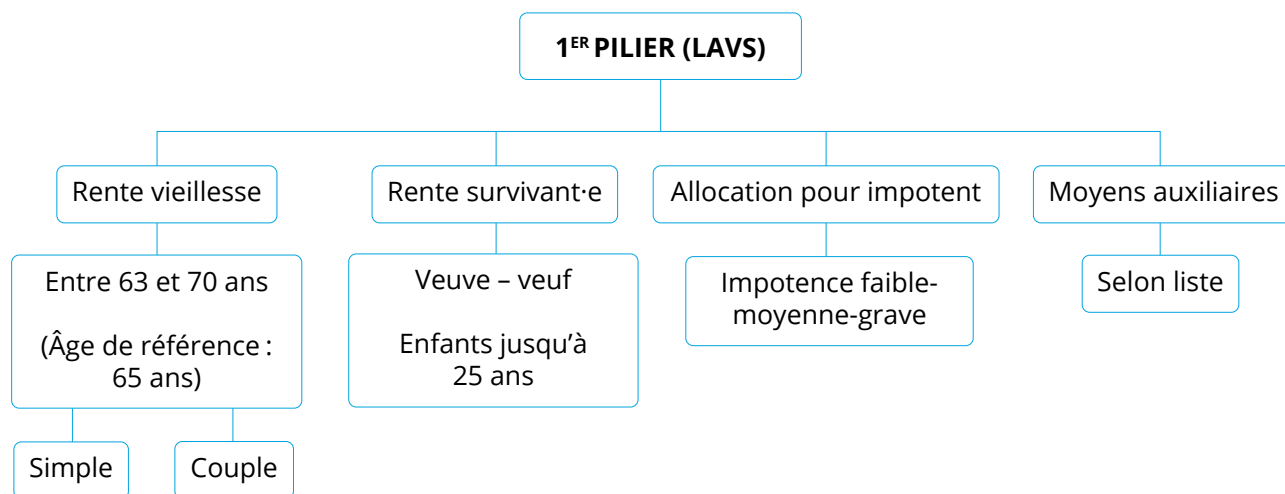 1ER PILIER (LAVS)
Rente vieillesse
Rente survivant·e
Allocation pour impotent
Moyens auxiliaires
Entre 63 et 70 ans
(Âge de référence :
65 ans)
Veuve – veuf
Enfants jusqu’à
25 ans
Impotence faible-
moyenne-grave
Selon liste
Simple
Couple